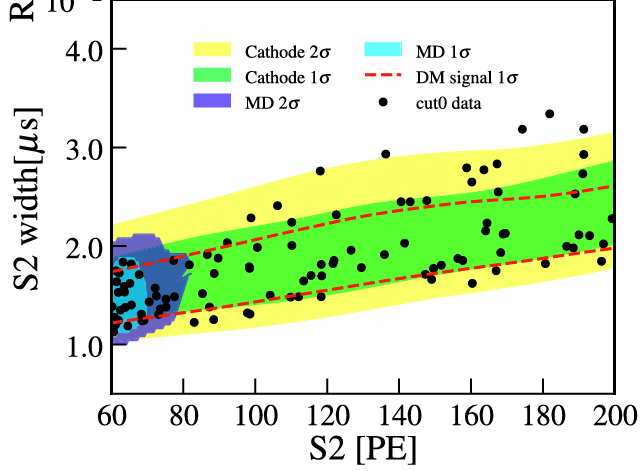 R
10
4.0
3.0
2.0
1.0
S2 width[μs]
Cathode 2σ
Cathode 1σ
MD 2σ
MD 1σ
DM signal 1σ
cut0 data
60 80 100 120 140 160 180 200
S2 [PE]